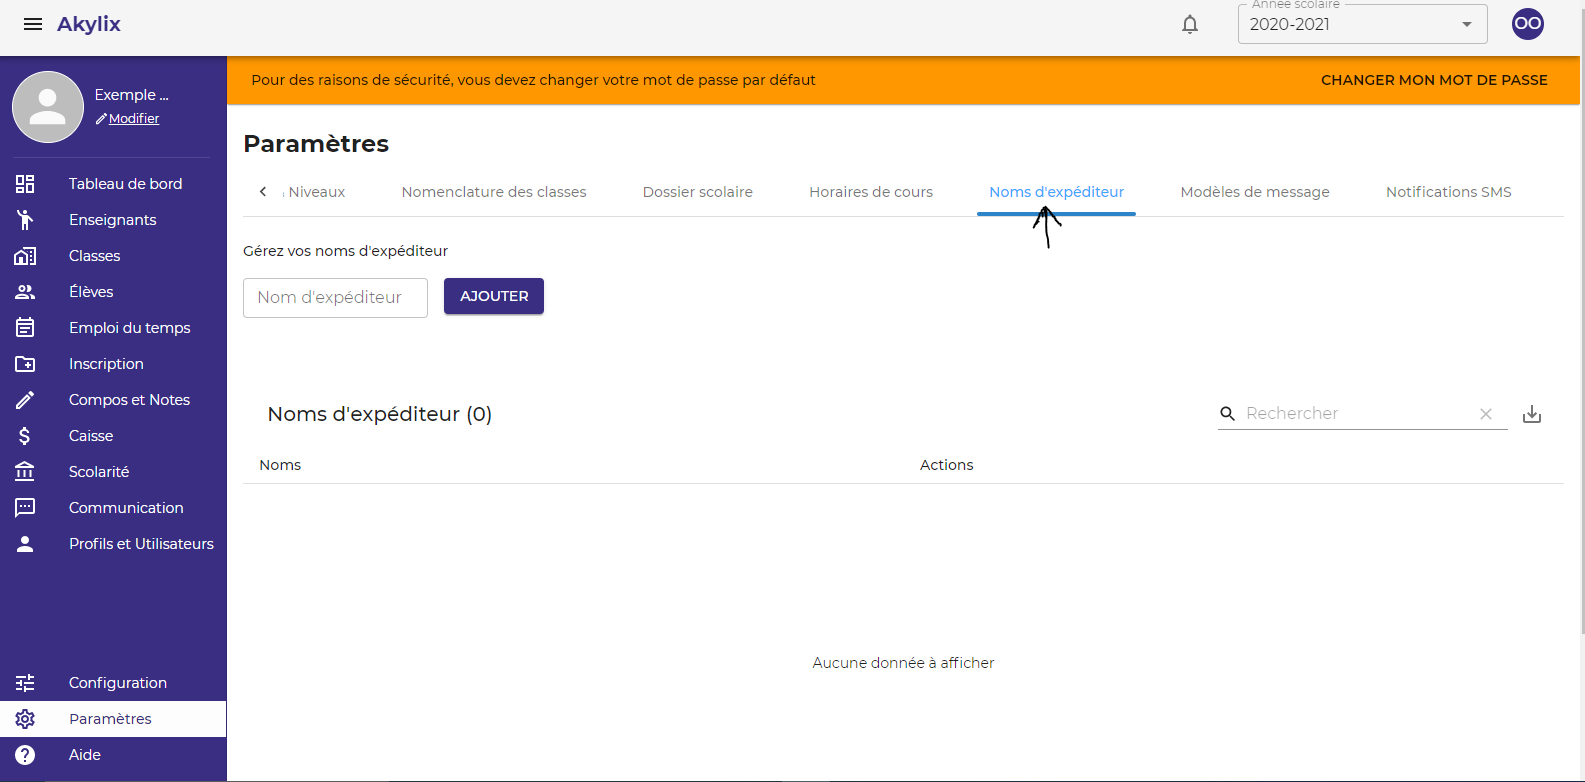 Akylix
Année scolaire
2020-2021
OO
Exemple ...
Modifier
Tableau de bord
Enseignants
Classes
Élèves
Emploi du temps
Inscription
Compos et Notes
Caisse
Scolarité
Communication
Profils et Utilisateurs
Configuration
Paramètres
Aide
Pour des raisons de sécurité, vous devez changer votre mot de passe par défaut
CHANGER MON MOT DE PASSE
Paramètres
Niveaux
Nomenclature des classes
Dossier scolaire
Horaires de cours
Noms d'expéditeur
Modèles de message
Notifications SMS
Gérez vos noms d'expéditeur
Nom d'expéditeur
AJOUTER
Noms d'expéditeur (0)
Rechercher
Noms
Actions
Aucune donnée à afficher